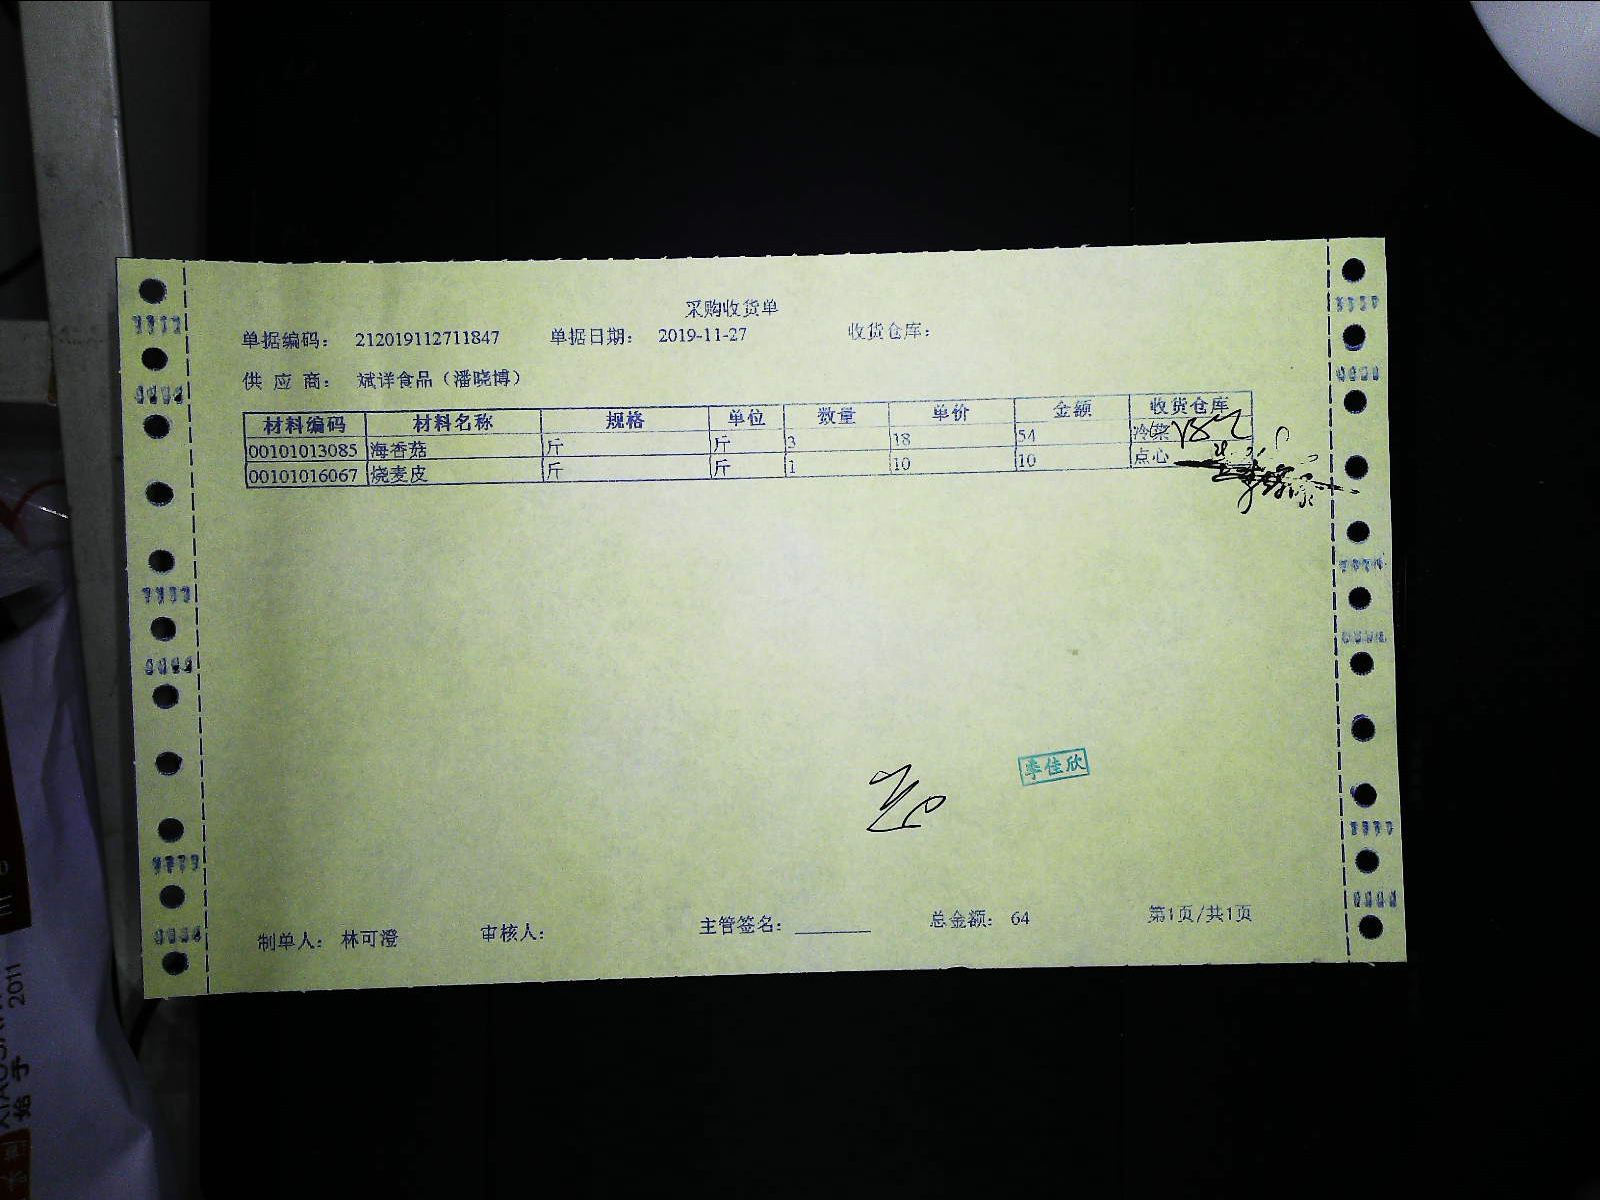 采购收货单
单据编码： 212019112711847 单据日期： 2019-11-27 收货仓库：
供 应 商： 斌详食品（潘晓博）
材料编码 材料名称 规格 单位 数量 单价 金额 收货仓库
00101013085 海香菇 斤 斤 3 18 54 冷菜
00101016067 烧麦皮 斤 斤 1 10 10 点心
李佳欣
制单人： 林可澄 审核人： 主管签名： ________ 总金额： 64 第1页/共1页
2011